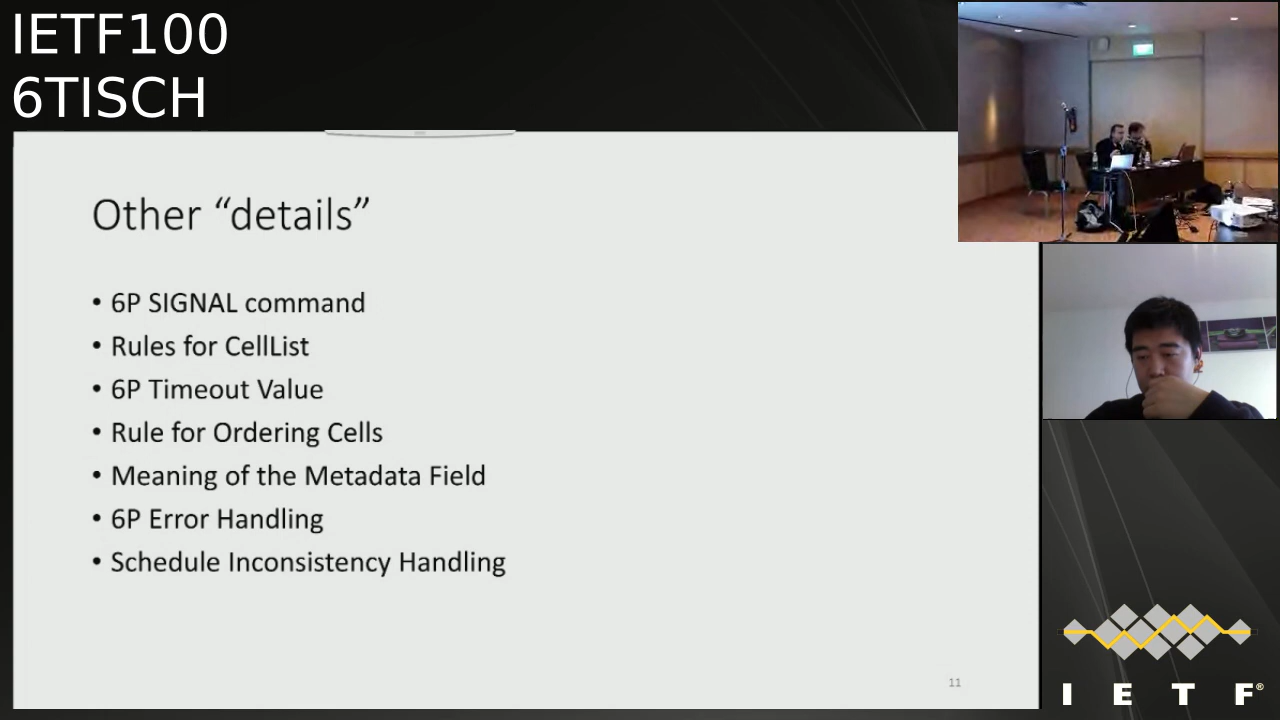 IETF100
6TISCH
Other “details”
• 6P SIGNAL command
• Rules for CellList
• 6P Timeout Value
• Rule for Ordering Cells
• Meaning of the Metadata Field
• 6P Error Handling
• Schedule Inconsistency Handling
11
I E T F®